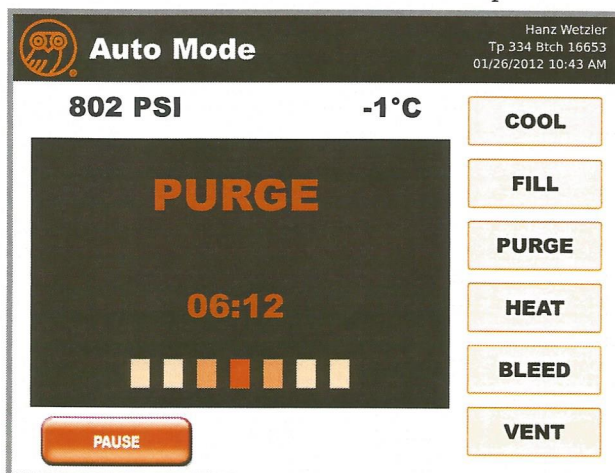 Auto Mode
Hanz Wetzler
Tp 334 Btch 16653
01/26/2012 10:43 AM
802 PSI
-1°C
PURGE
06:12
PAUSE
COOL
FILL
PURGE
HEAT
BLEED
VENT